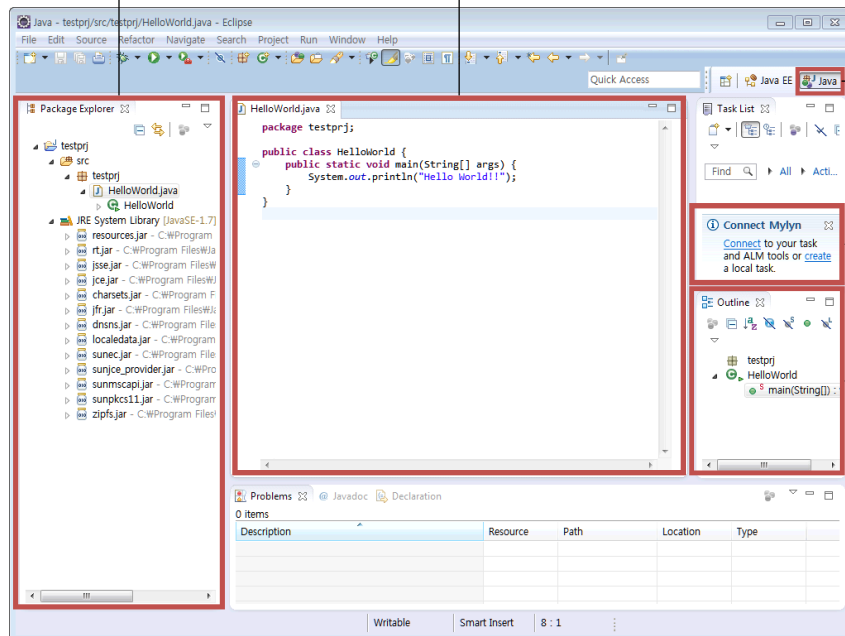 Java - testprj/src/testprj/HelloWorld.java - Eclipse
File Edit Source Refactor Navigate Search Project Run Window Help
Quick Access
Java EE
Java
Package Explorer
testprj
src
testprj
HelloWorld.java
HelloWorld
JRE System Library [JavaSE-1.7]
resources.jar - C:₩Program
rt.jar - C:₩Program Files₩Ja
jsse.jar - C:₩Program Files₩
jce.jar - C:₩Program Files₩J
charsets.jar - C:₩Program F
jfr.jar - C:₩Program Files₩Ja
dnsns.jar - C:₩Program File
localedata.jar - C:₩Program
sunec.jar - C:₩Program File
sunjce_provider.jar - C:₩Pro
sunmscapi.jar - C:₩Program
sunpkcs11.jar - C:₩Program
zipfs.jar - C:₩Program Files₩
HelloWorld.java
package testprj;
public class HelloWorld {
public static void main(String[] args) {
System.out.println("Hello World!!");
}
}
Task List
Find All Acti...
Connect Mylyn
Connect to your task
and ALM tools or create
a local task.
Outline
testprj
HelloWorld
S main(String[]) :
Problems @ Javadoc Declaration
0 items
Description Resource Path Location Type
Writable Smart Insert 8 : 1